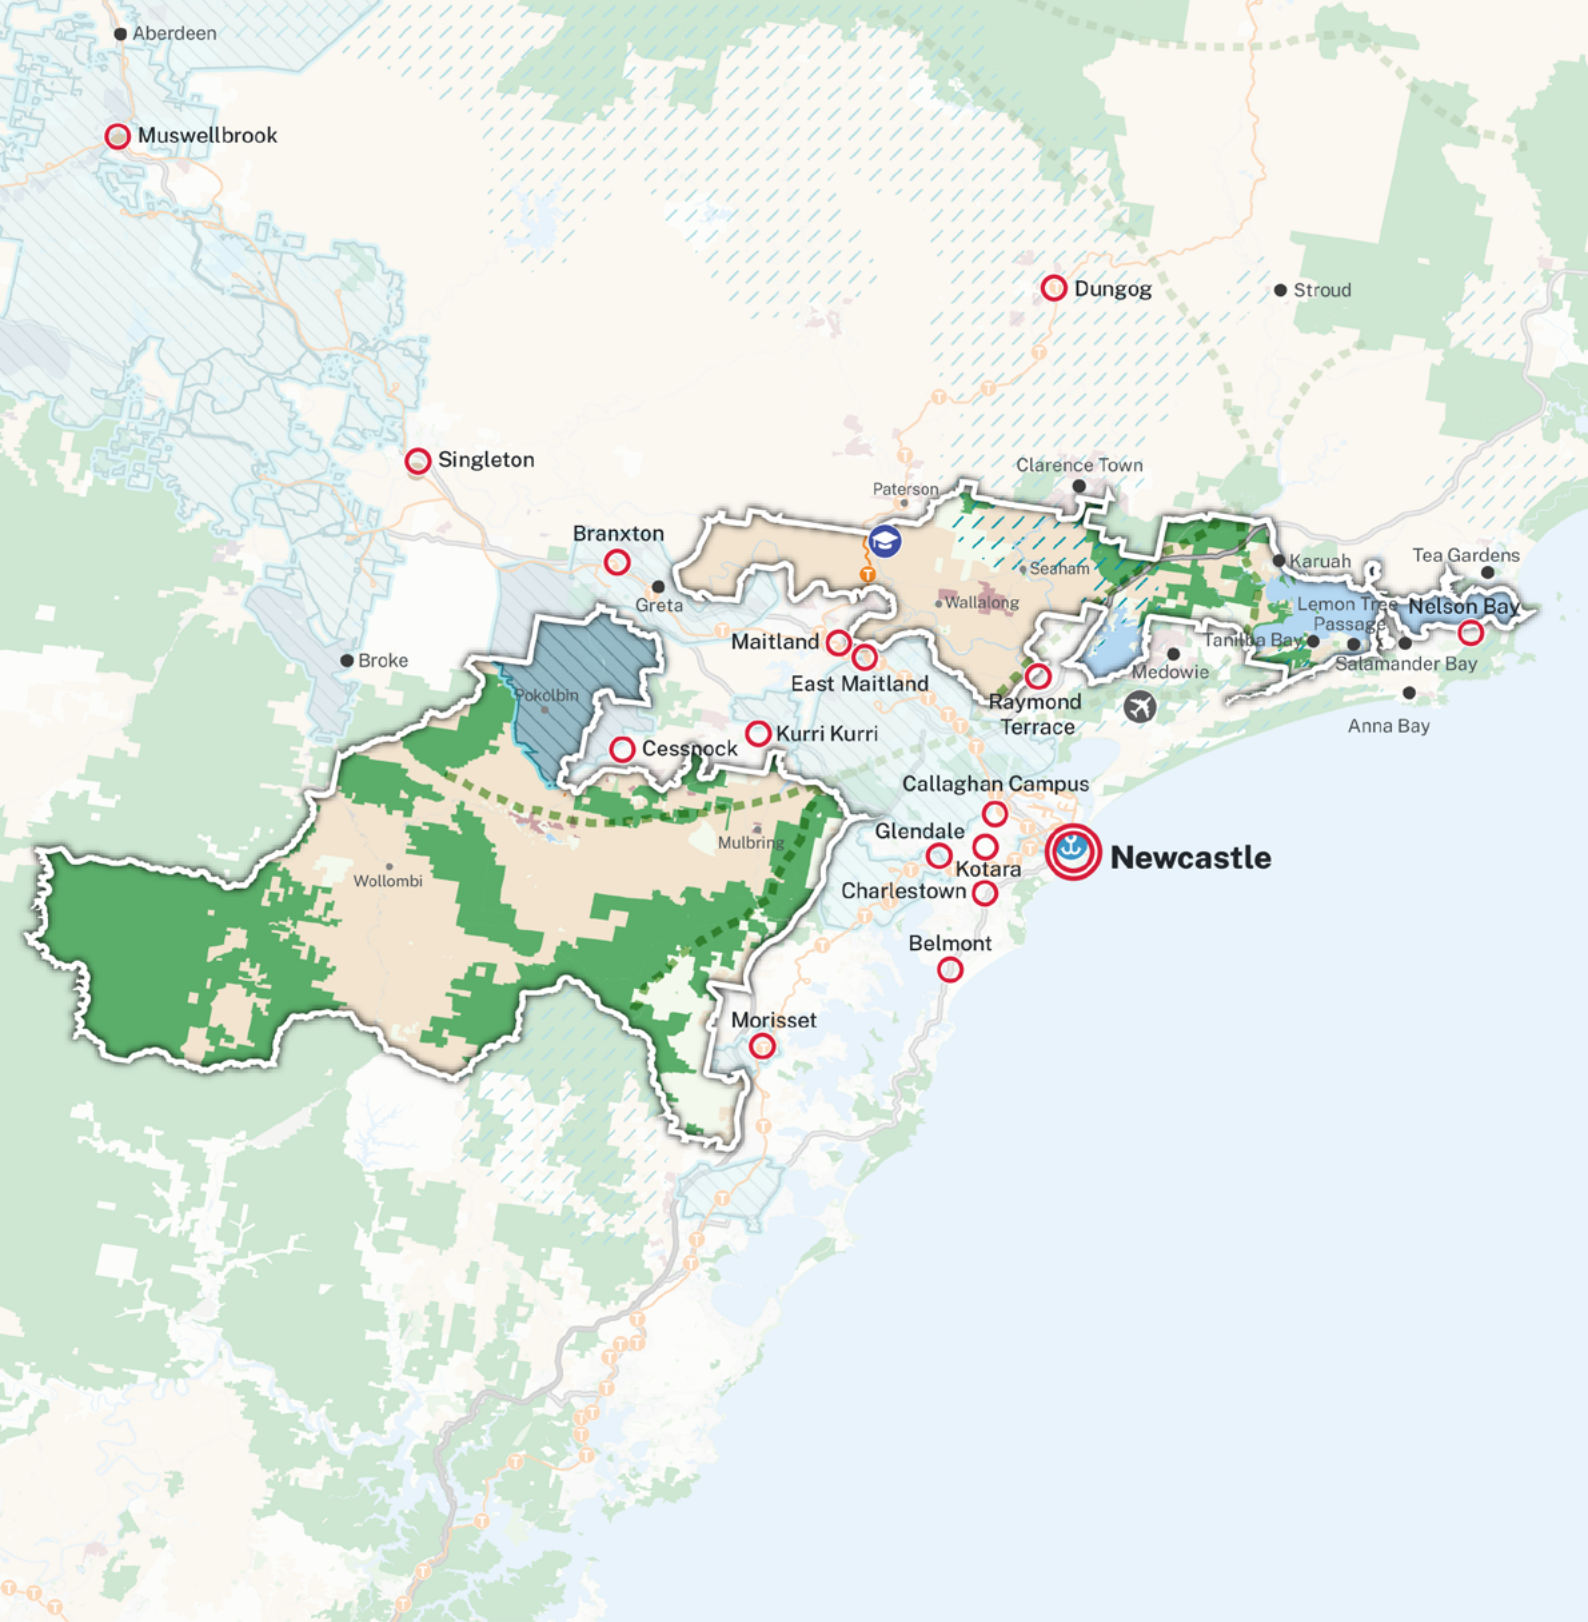 Aberdeen
Muswellbrook
Dungog
Stroud
Singleton
Clarence Town
Paterson
Branxton
Tea Gardens
Karuah
Seaham
Greta
Wallalong
Lemon Tree
Passage
Nelson Bay
Maitland
Tanilba Bay
Broke
Salamander Bay
Medowie
East Maitland
Pokolbin
Raymond
Terrace
Anna Bay
Kurri Kurri
Cessnock
Callaghan Campus
Glendale
Mulbring
Newcastle
Kotara
Wollombi
Charlestown
Belmont
Morisset